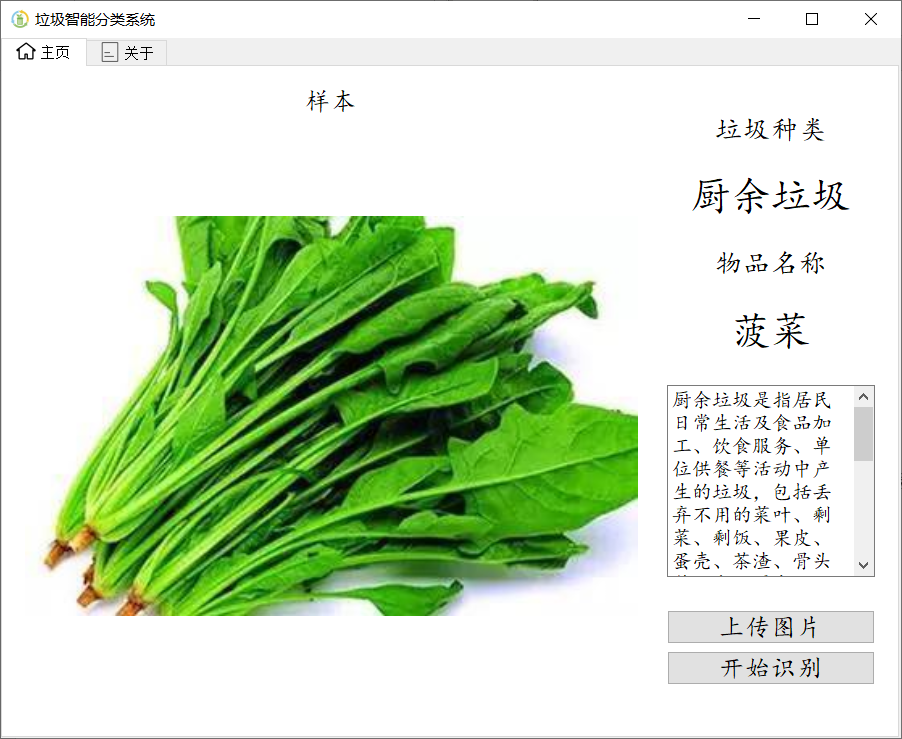 垃圾智能分类系统
主页
关于
样本
垃圾种类
厨余垃圾
物品名称
菠菜
厨余垃圾是指居民
日常生活及食品加
工、饮食服务、单
位供餐等活动中产
生的垃圾，包括丢
弃不用的菜叶、剩
菜、剩饭、果皮、
蛋壳、茶渣、骨头
上传图片
开始识别